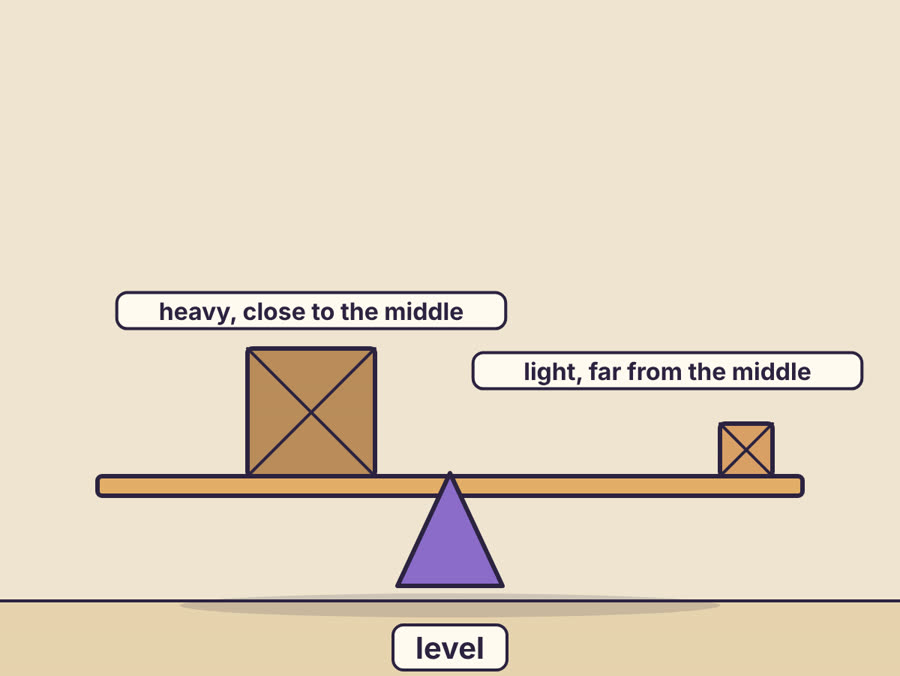 heavy, close to the middle
light, far from the middle
level